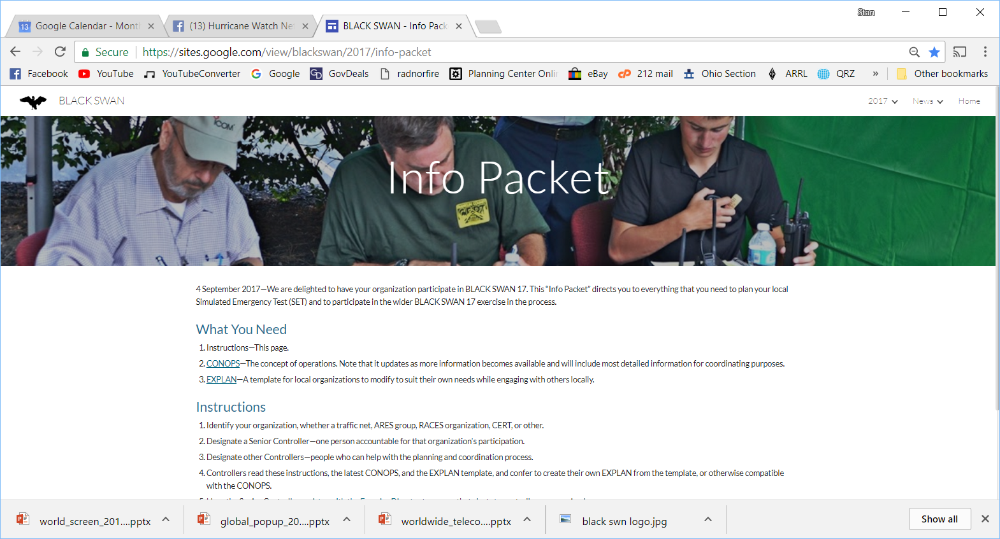 Stan
Google Calendar - Mont
(13) Hurricane Watch Ne
BLACK SWAN - Info Pack
Secure
https://sites.google.com/view/blackswan/2017/info-packet
Facebook YouTube YouTubeConverter Google GovDeals radnorfire Planning Center Onli eBay 212 mail Ohio Section ARRL QRZ » Other bookmarks
BLACK SWAN
2017 News Home
ICOM
Info Packet
4 September 2017—We are delighted to have your organization participate in BLACK SWAN 17. This “Info Packet” directs you to everything that you need to plan your local
Simulated Emergency Test (SET) and to participate in the wider BLACK SWAN 17 exercise in the process.
What You Need
1. Instructions—This page.
2. CONOPS—The concept of operations. Note that it updates as more information becomes available and will include most detailed information for coordinating purposes.
3. EXPLAN—A template for local organizations to modify to suit their own needs while engaging with others locally.
Instructions
1. Identify your organization, whether a traffic net, ARES group, RACES organization, CERT, or other.
2. Designate a Senior Controller—one person accountable for that organization's participation.
3. Designate other Controllers—people who can help with the planning and coordination process.
4. Controllers read these instructions, the latest CONOPS, and the EXPLAN template, and confer to create their own EXPLAN from the template, or otherwise compatible
with the CONOPS.
world_screen_201....pptx
global_popup_20....pptx
worldwide_teleco....pptx
black swn logo.jpg
Show all